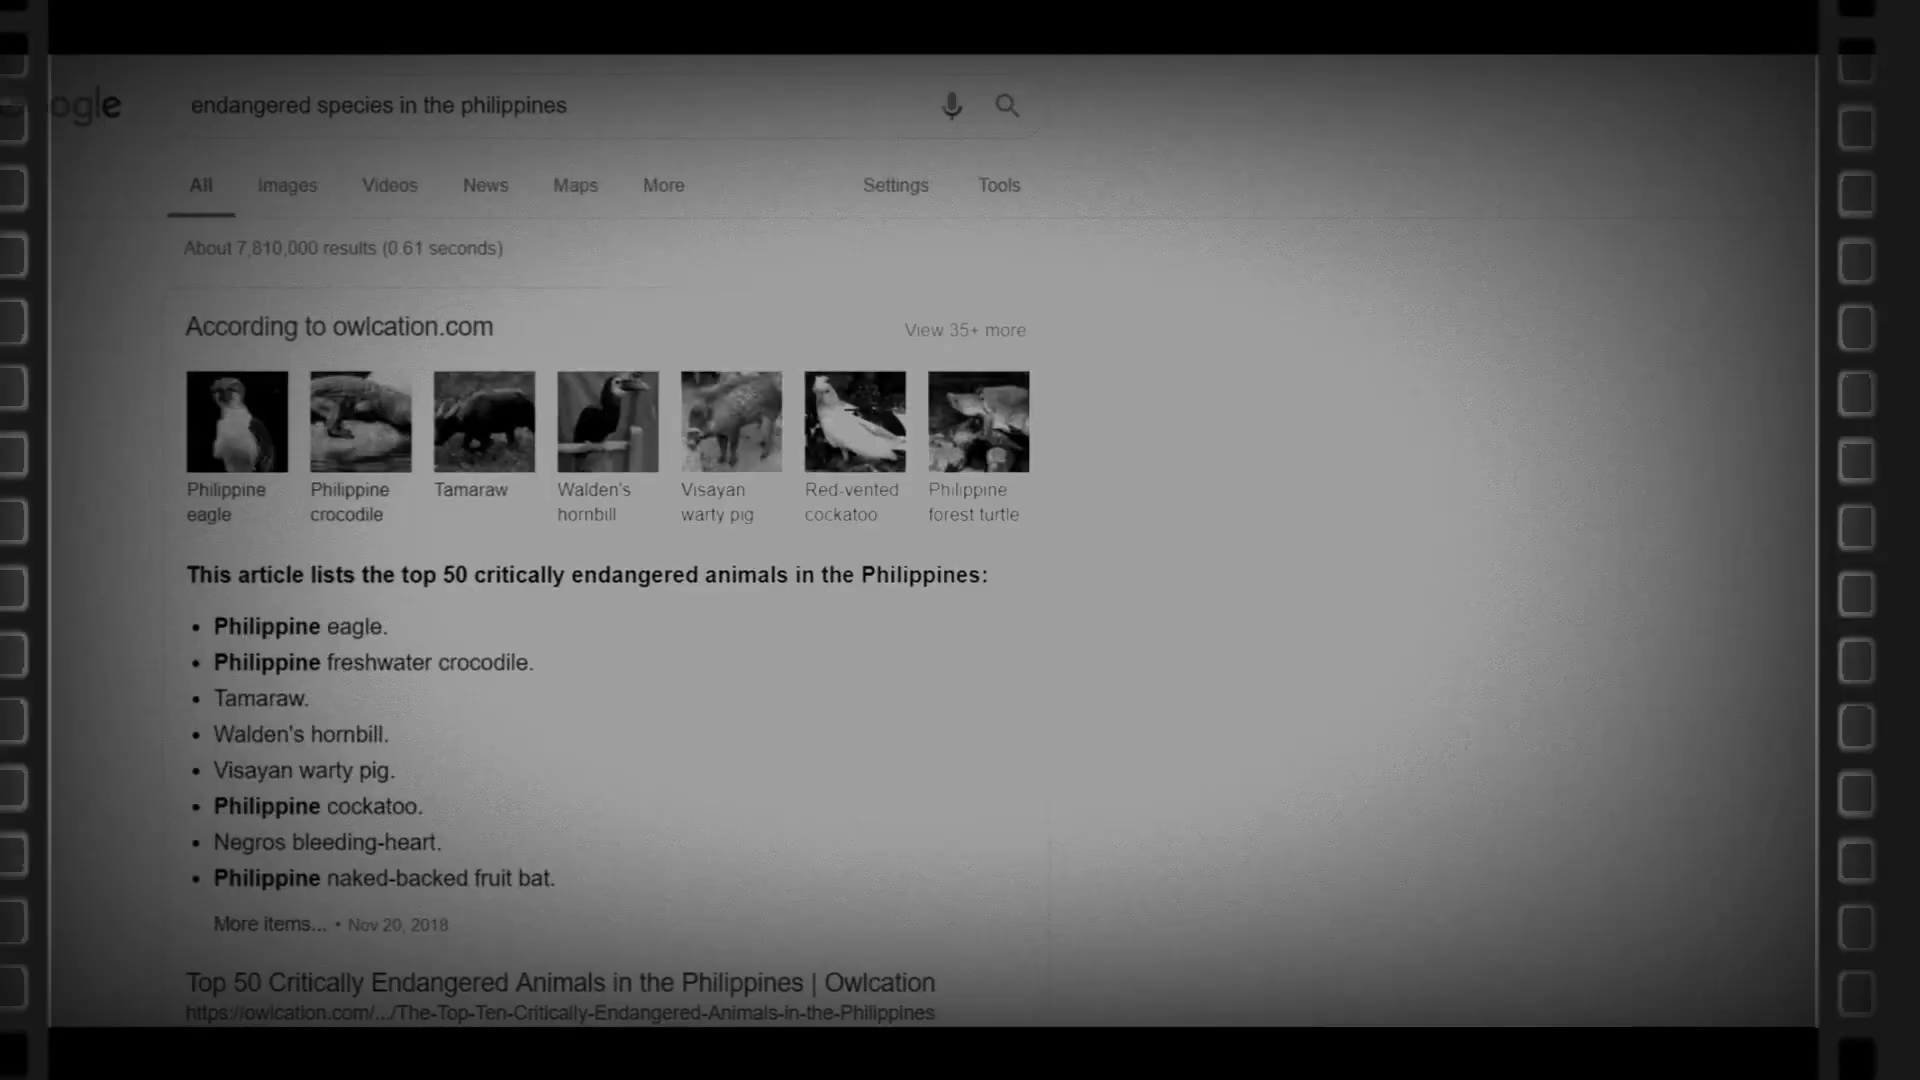 ogle
endangered species in the philippines
All Images Videos News Maps More Settings Tools
About 7,810,000 results (0.61 seconds)
According to owlcation.com
View 35+ more
Philippine eagle
Philippine crocodile
Tamaraw
Walden's hornbill
Visayan warty pig
Red-vented cockatoo
Philippine forest turtle
This article lists the top 50 critically endangered animals in the Philippines:
• Philippine eagle.
• Philippine freshwater crocodile.
• Tamaraw.
• Walden's hornbill.
• Visayan warty pig.
• Philippine cockatoo.
• Negros bleeding-heart.
• Philippine naked-backed fruit bat.
More items... • Nov 20, 2018
Top 50 Critically Endangered Animals in the Philippines | Owlcation
https://owlcation.com/.../The-Top-Ten-Critically-Endangered-Animals-in-the-Philippines